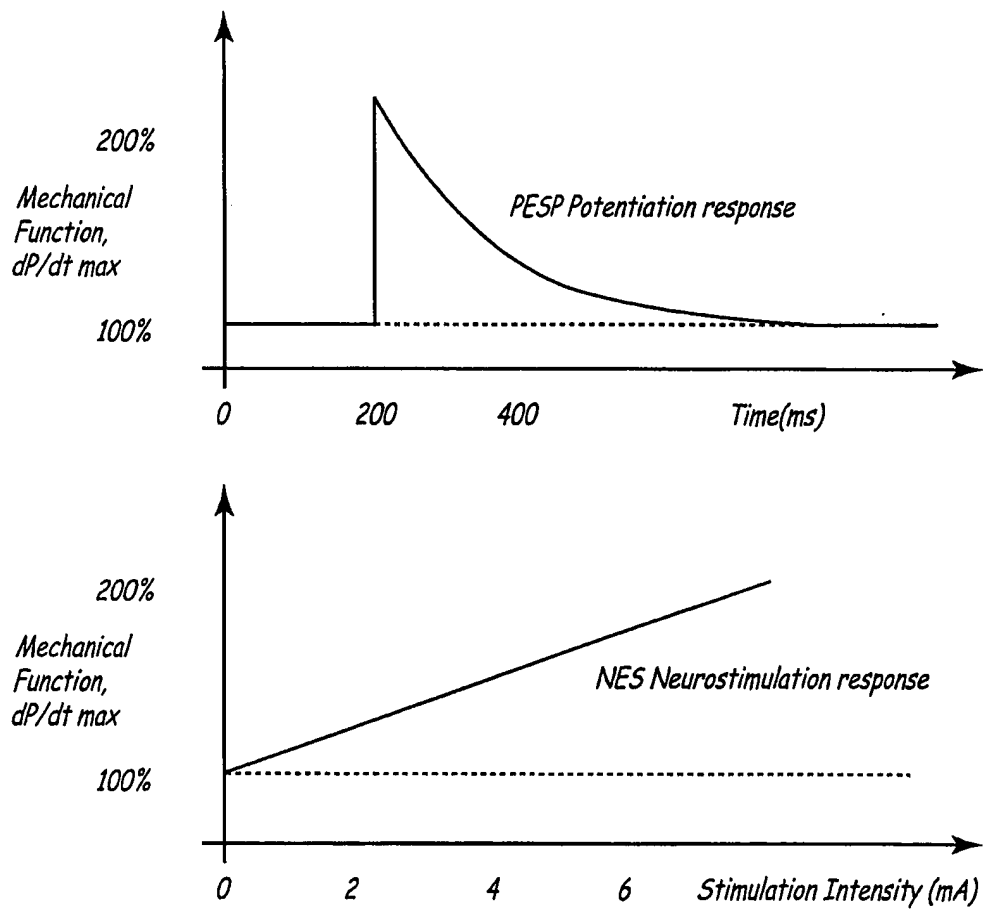 200%
Mechanical
Function,
dP/dt max
PESP Potentiation response
100%
0 200 400 Time(ms)
200%
Mechanical
Function,
dP/dt max
NES Neurostimulation response
100%
0 2 4 6 Stimulation Intensity (mA)